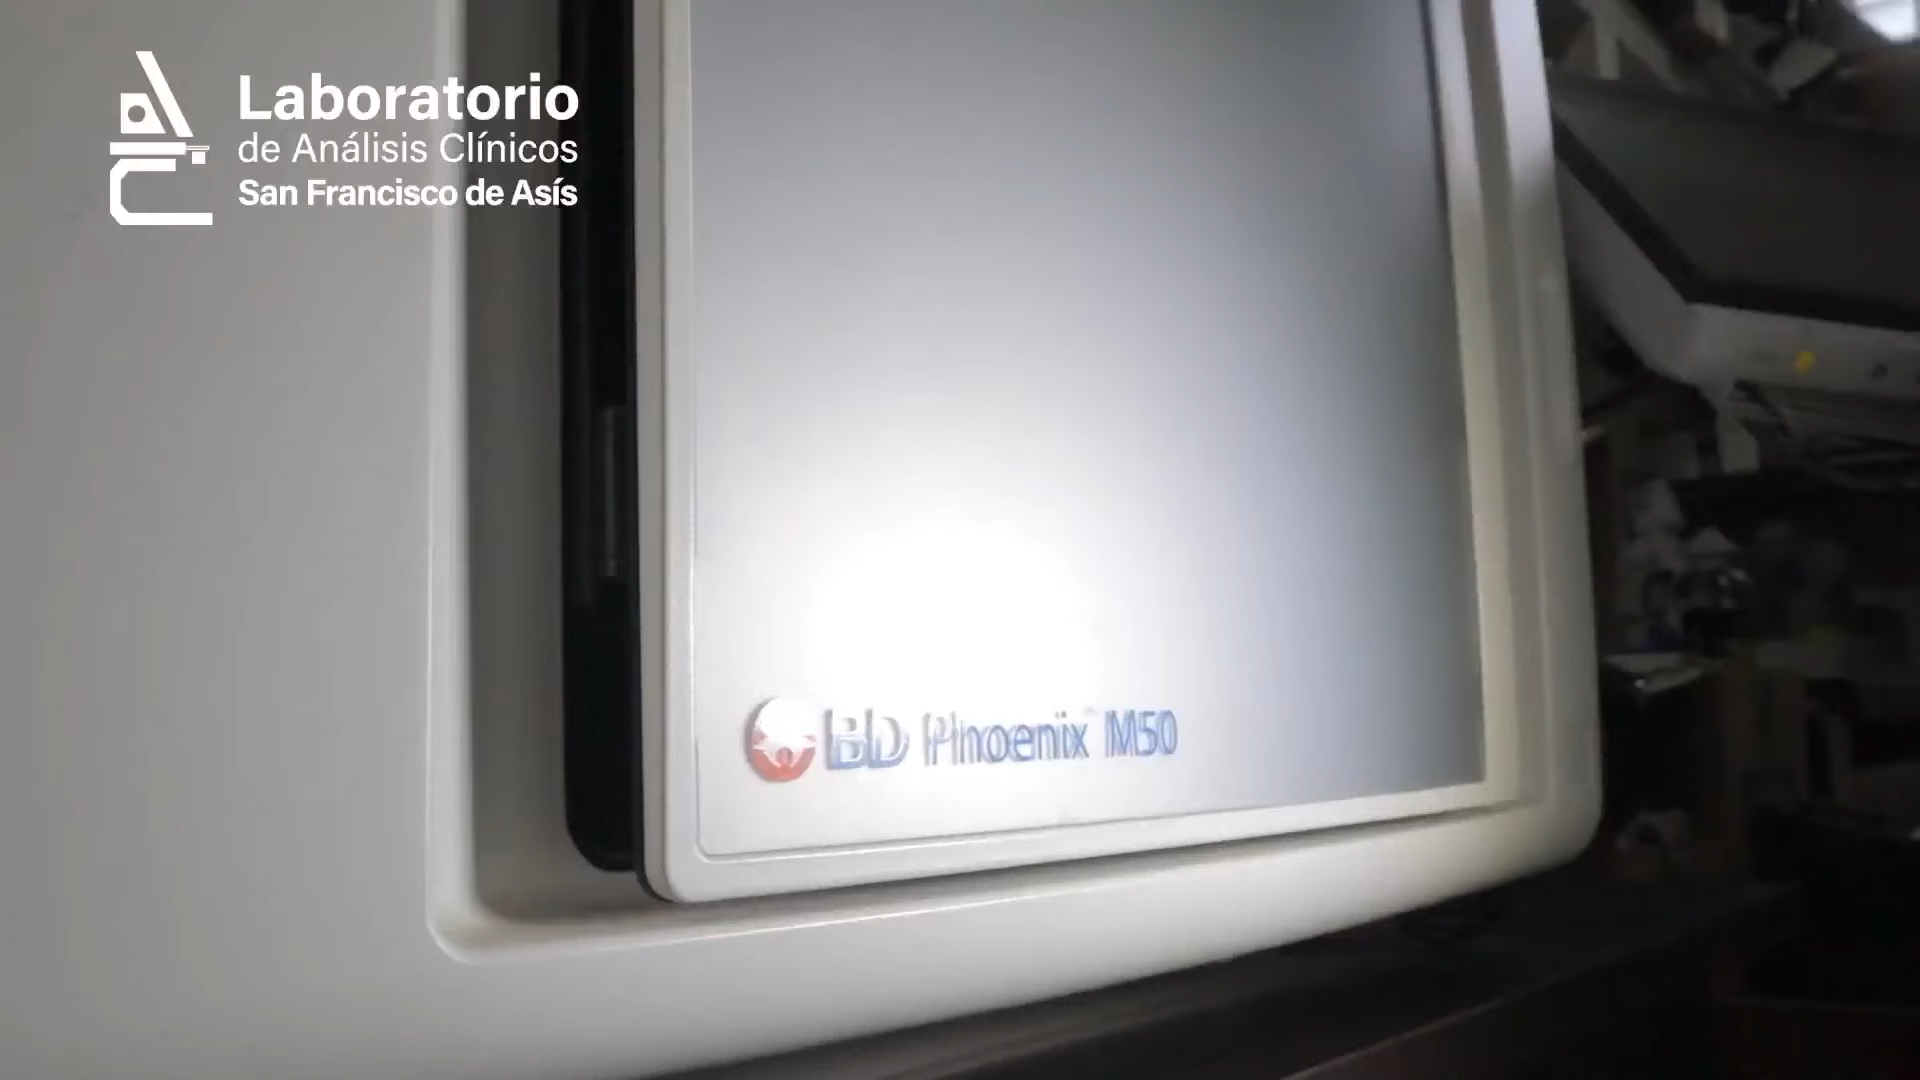 Laboratorio
de Análisis Clínicos
San Francisco de Asís
BD Phoenix M50